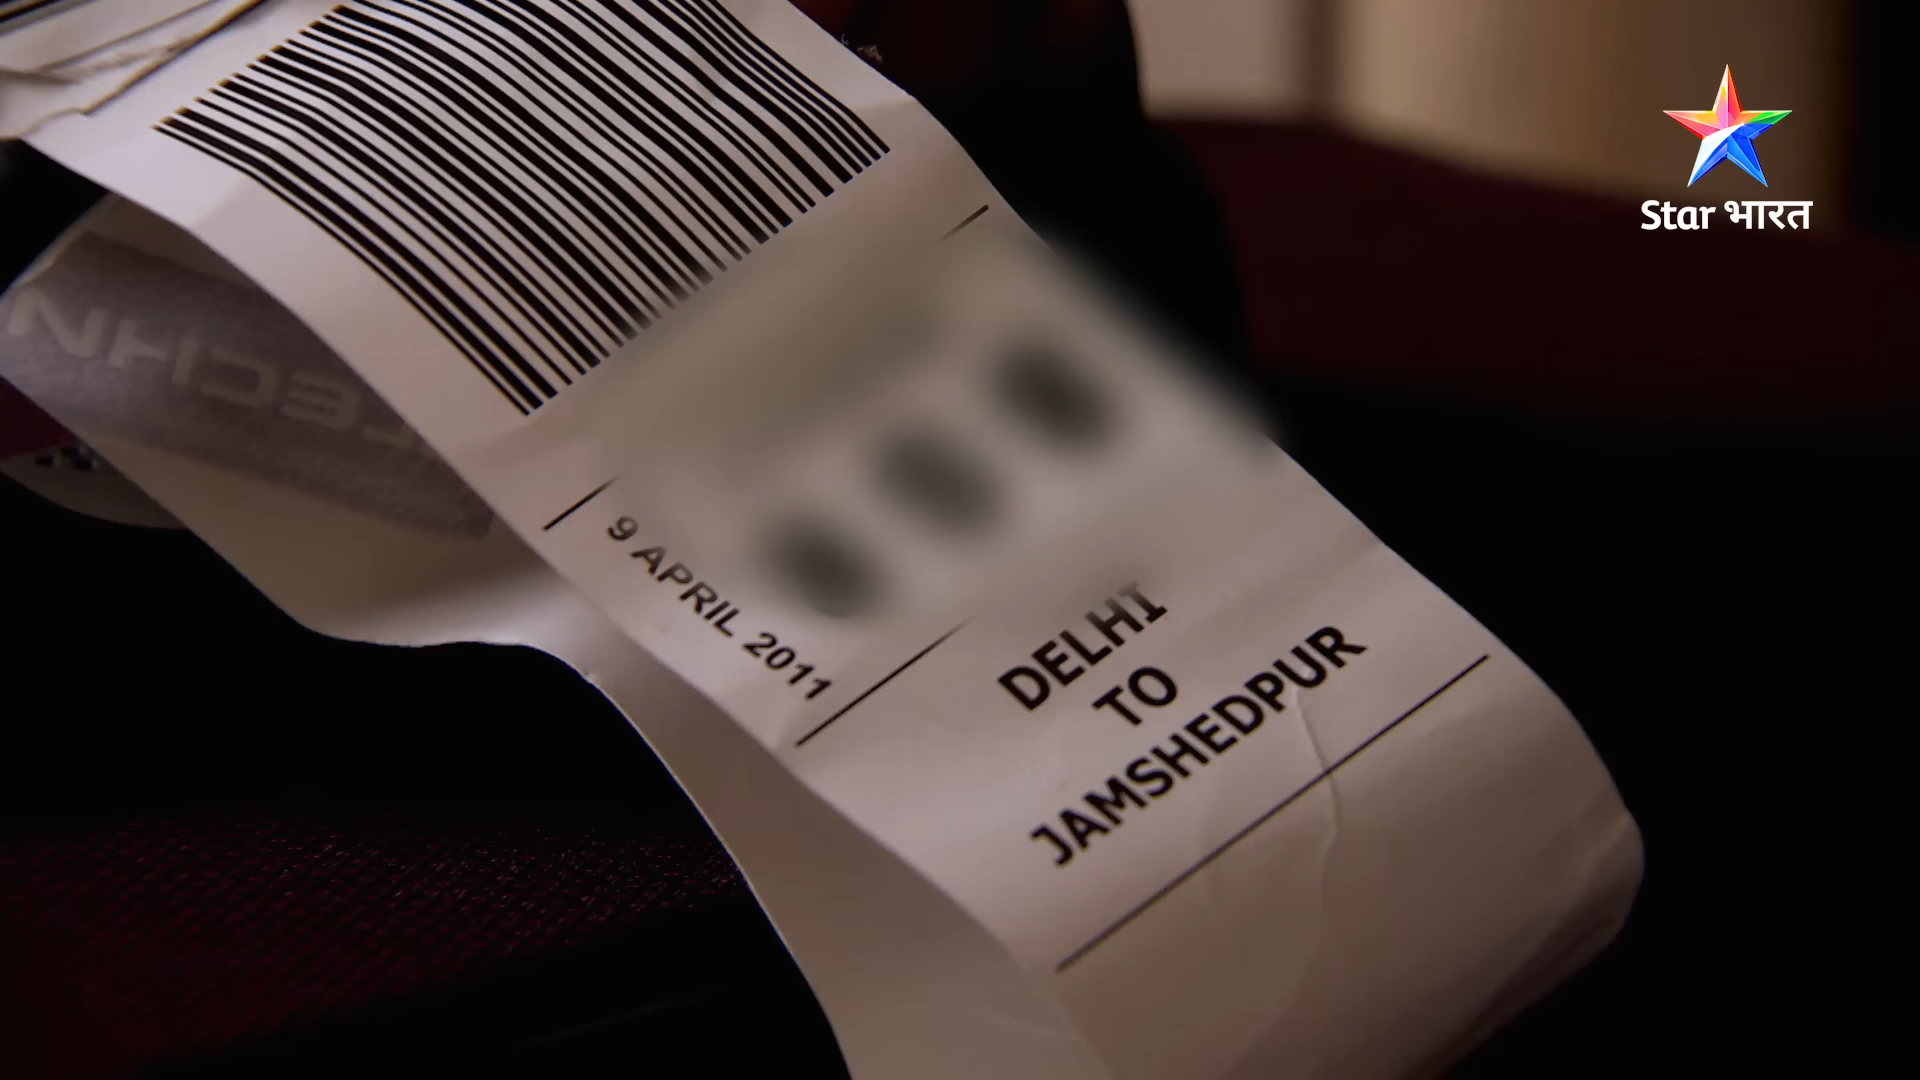 Star भारत
9 APRIL 2011
DELHI
TO
JAMSHEDPUR